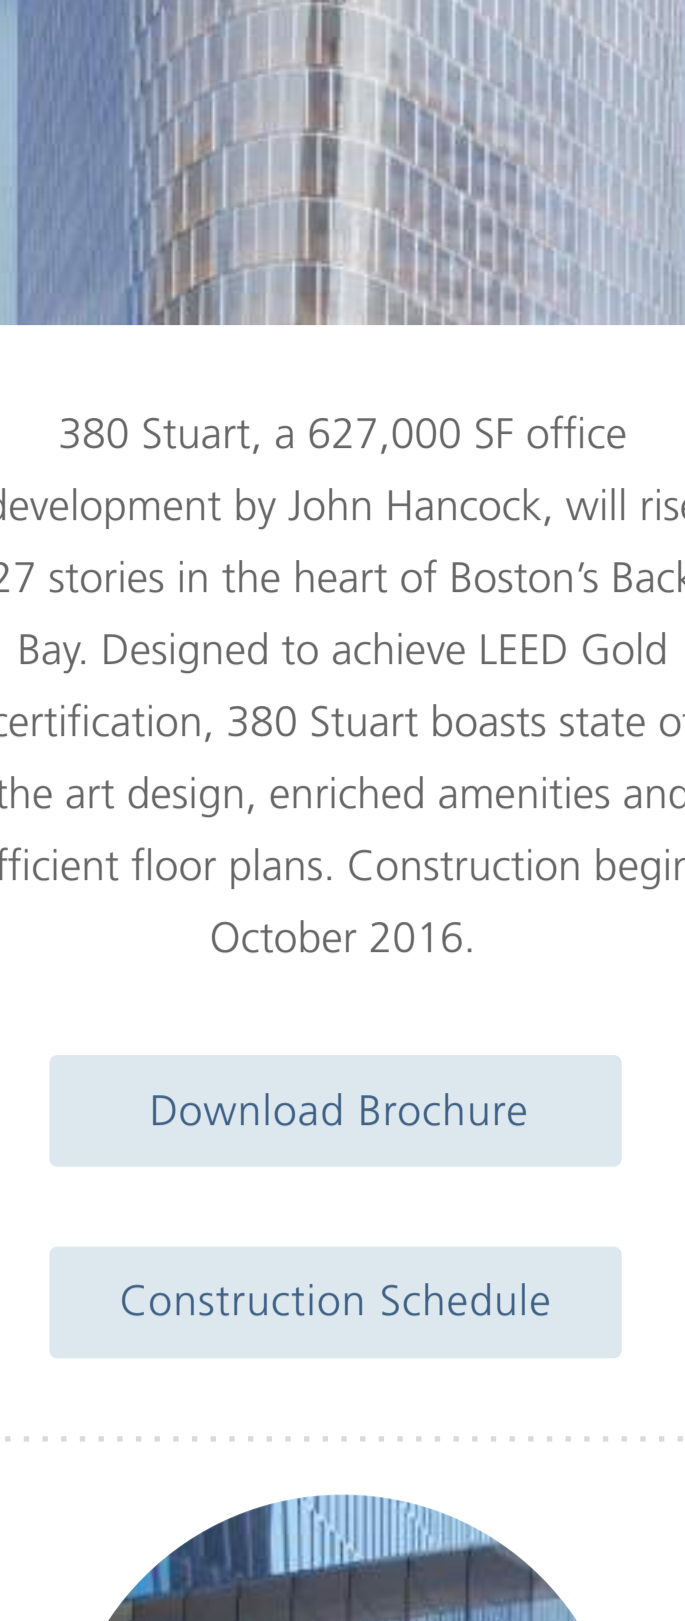 380 Stuart, a 627,000 SF office
development by John Hancock, will rise
27 stories in the heart of Boston’s Back
Bay. Designed to achieve LEED Gold
certification, 380 Stuart boasts state of
the art design, enriched amenities and
fficient floor plans. Construction begin
October 2016.
Download Brochure
Construction Schedule